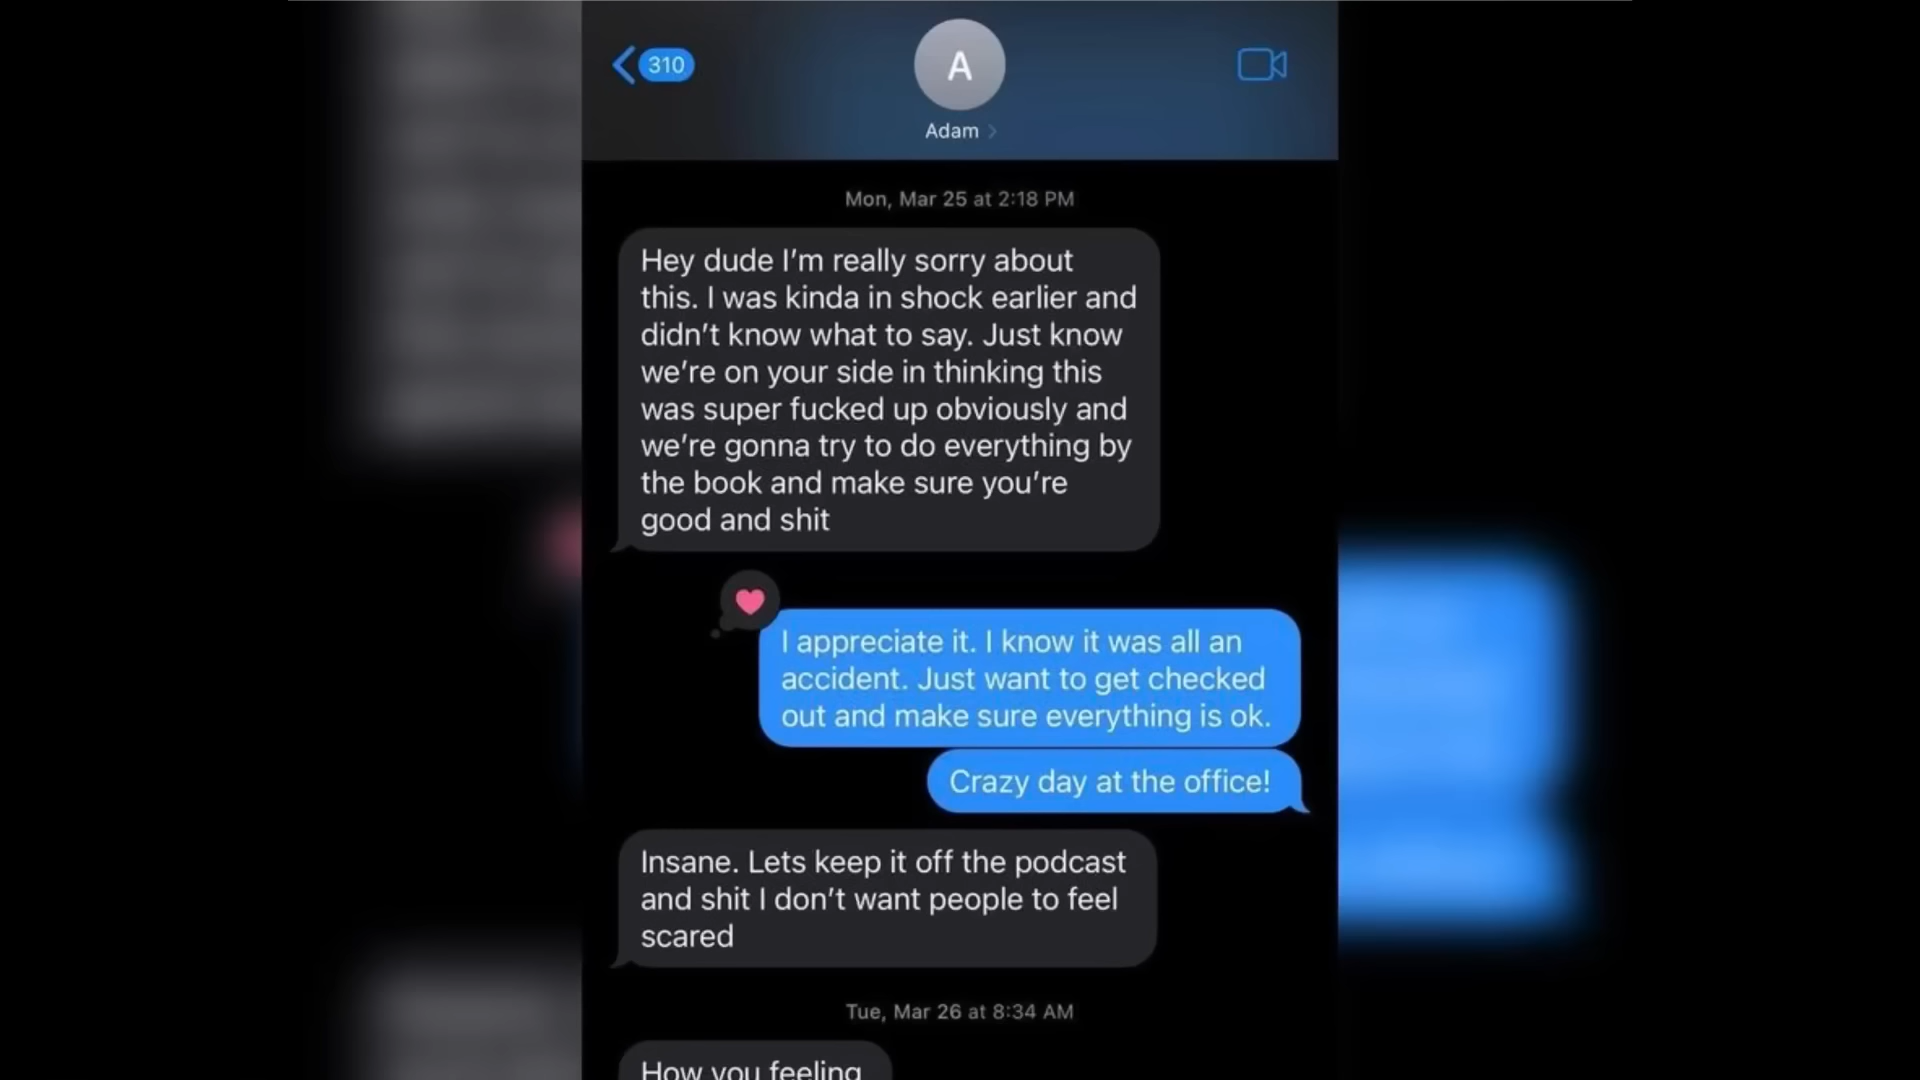 310
A
Adam
Mon, Mar 25 at 2:18 PM
Hey dude I’m really sorry about
this. I was kinda in shock earlier and
didn’t know what to say. Just know
we’re on your side in thinking this
was super fucked up obviously and
we’re gonna try to do everything by
the book and make sure you’re
good and shit
I appreciate it. I know it was all an
accident. Just want to get checked
out and make sure everything is ok.
Crazy day at the office!
Insane. Lets keep it off the podcast
and shit I don’t want people to feel
scared
Tue, Mar 26 at 8:34 AM
How you feeling